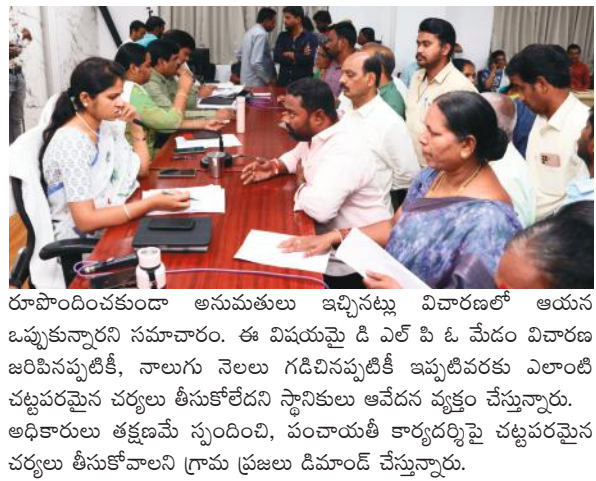 రూపొందించకుండా అనుమతులు ఇచ్చినట్లు విచారణలో ఆయన
ఒప్పుకున్నారని సమాచారం. ఈ విషయమై డి ఎల్ పి ఓ మేడం విచారణ
జరిపినప్పటికీ, నాలుగు నెలలు గడిచినప్పటికీ ఇప్పటివరకు ఎలాంటి
చట్టపరమైన చర్యలు తీసుకోలేదని స్థానికులు ఆవేదన వ్యక్తం చేస్తున్నారు.
అధికారులు తక్షణమే స్పందించి, పంచాయతీ కార్యదర్శిపై చట్టపరమైన
చర్యలు తీసుకోవాలని గ్రామ ప్రజలు డిమాండ్ చేస్తున్నారు.